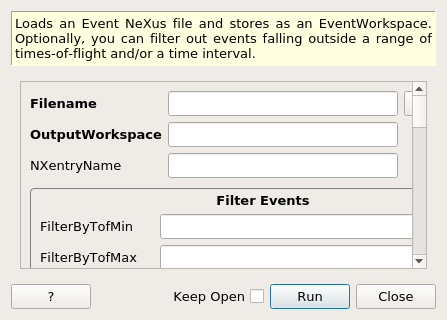 Loads an Event NeXus file and stores as an EventWorkspace.
Optionally, you can filter out events falling outside a range of
times-of-flight and/or a time interval.
Filename
OutputWorkspace
NXentryName
Filter Events
FilterByTofMin
FilterByTofMax
? Keep Open Run Close